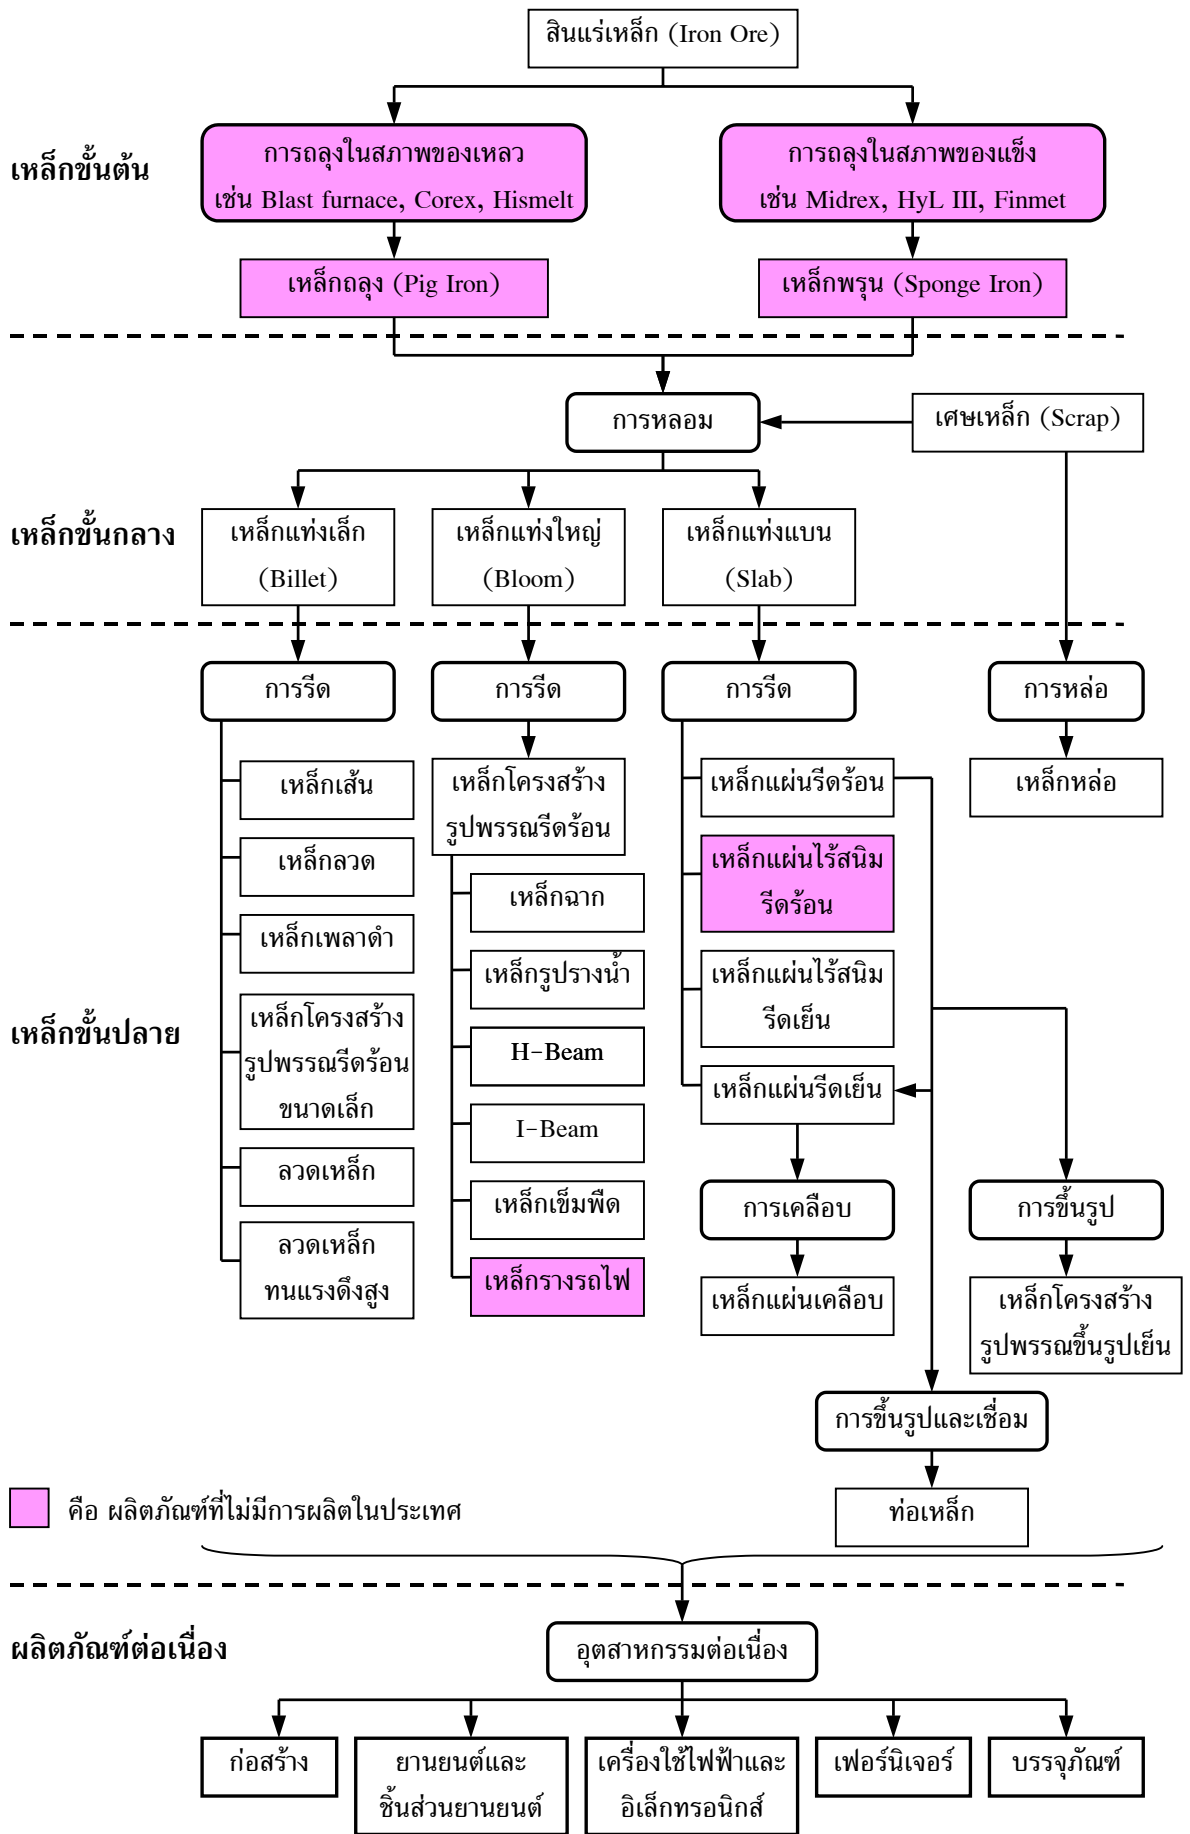 สินแร่เหล็ก (Iron Ore)
เหล็กขั้นต้น
การถลุงในสภาพของเหลว
เช่น Blast furnace, Corex, Hismelt
การถลุงในสภาพของแข็ง
เช่น Midrex, HyL III, Finmet
เหล็กถลุง (Pig Iron)
เหล็กพรุน (Sponge Iron)
การหลอม
เศษเหล็ก (Scrap)
เหล็กขั้นกลาง
เหล็กแท่งเล็ก
(Billet)
เหล็กแท่งใหญ่
(Bloom)
เหล็กแท่งแบน
(Slab)
การรีด
การรีด
การรีด
การหล่อ
เหล็กขั้นปลาย
เหล็กเส้น
เหล็กลวด
เหล็กเพลาดำ
เหล็กโครงสร้าง
รูปพรรณรีดร้อน
ขนาดเล็ก
ลวดเหล็ก
ลวดเหล็ก
ทนแรงดึงสูง
เหล็กโครงสร้าง
รูปพรรณรีดร้อน
เหล็กฉาก
เหล็กรูปรางน้ำ
H-Beam
I-Beam
เหล็กเข็มพืด
เหล็กรางรถไฟ
เหล็กแผ่นรีดร้อน
เหล็กแผ่นไร้สนิม
รีดร้อน
เหล็กแผ่นไร้สนิม
รีดเย็น
เหล็กแผ่นรีดเย็น
การเคลือบ
เหล็กแผ่นเคลือบ
เหล็กหล่อ
การขึ้นรูป
เหล็กโครงสร้าง
รูปพรรณขึ้นรูปเย็น
การขึ้นรูปและเชื่อม
ท่อเหล็ก
คือ ผลิตภัณฑ์ที่ไม่มีการผลิตในประเทศ
ผลิตภัณฑ์ต่อเนื่อง
อุตสาหกรรมต่อเนื่อง
ก่อสร้าง
ยานยนต์และ
ชิ้นส่วนยานยนต์
เครื่องใช้ไฟฟ้าและ
อิเล็กทรอนิกส์
เฟอร์นิเจอร์
บรรจุภัณฑ์